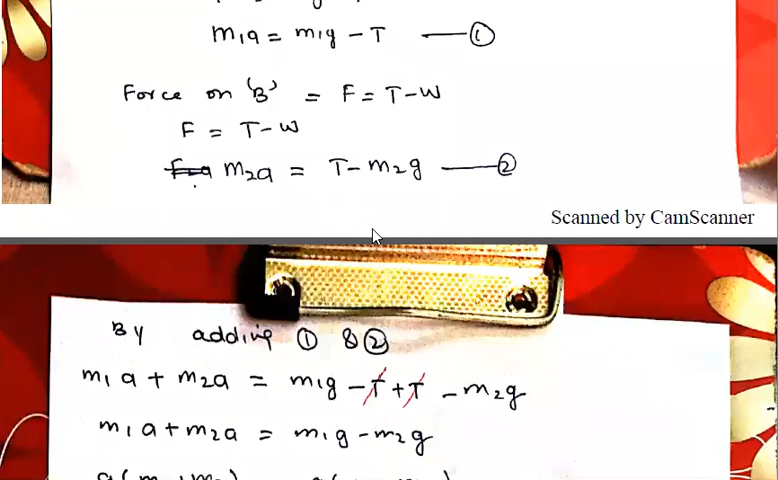 m₁a = m₁g - T —①
Force on 'B' = F = T-W
F = T-W
m₂a = T- m₂g —②
Scanned by CamScanner
By adding ① & ②
m₁a + m₂a = m₁g - T + T - m₂g
m₁a + m₂a = m₁g - m₂g